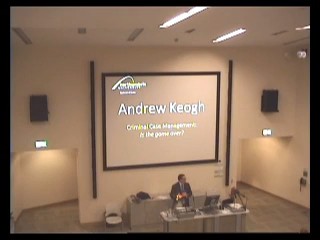 Andrew Keogh
Criminal Case Management:
is the game over?